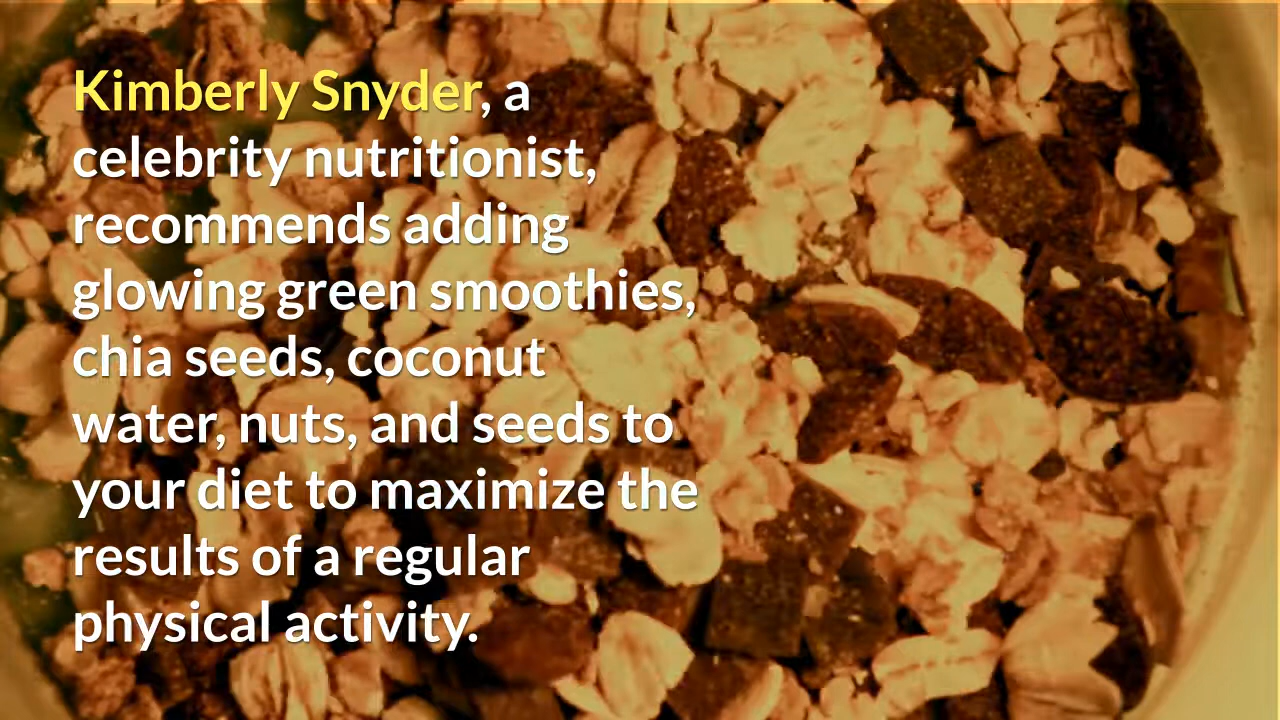 Kimberly Snyder, a
celebrity nutritionist,
recommends adding
glowing green smoothies,
chia seeds, coconut
water, nuts, and seeds to
your diet to maximize the
results of a regular
physical activity.